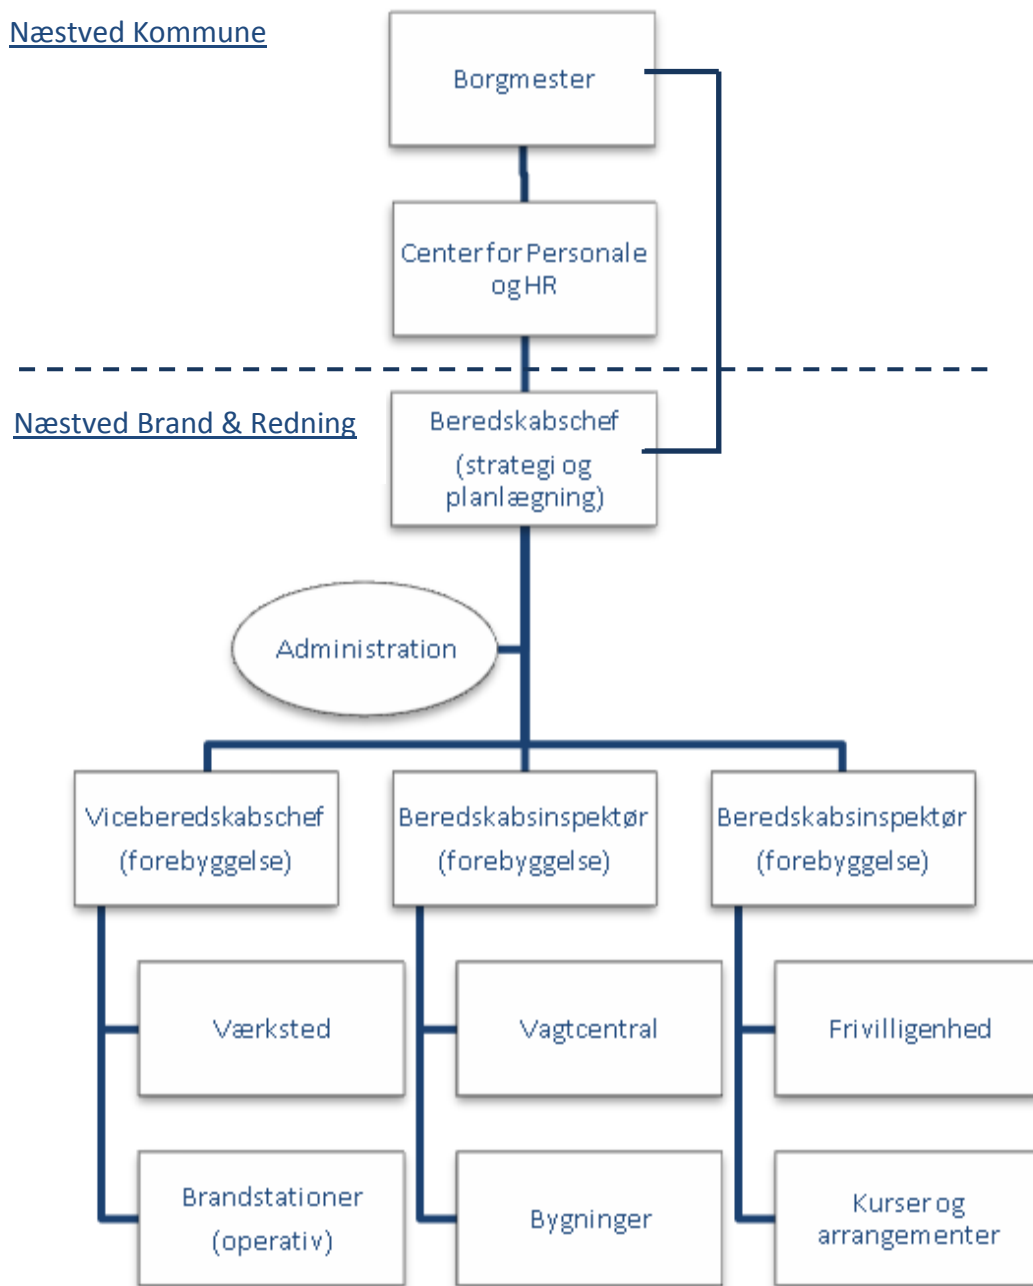 Næstved Kommune
Borgmester
Center for Personale
og HR
Næstved Brand & Redning
Beredskabschef
(strategi og
planlægning)
Administration
Viceberedskabschef
(forebyggelse)
Beredskabsinspektør
(forebyggelse)
Beredskabsinspektør
(forebyggelse)
Værksted
Vagtcentral
Frivilligenhed
Brandstationer
(operativ)
Bygninger
Kurser og
arrangementer